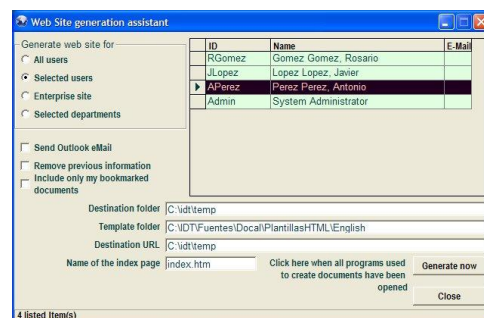 Web Site generation assistant
Generate web site for
All users
Selected users
Enterprise site
Selected departments
ID Name E-Mail
RGomez Gomez Gomez, Rosario
JLopez Lopez Lopez, Javier
APerez Perez Perez, Antonio
Admin System Administrator
Send Outlook eMail
Remove previous information
Include only my bookmarked
documents
Destination folder C:\idt\temp
Template folder C:\IDT\Fuentes\Docal\PlantillasHTML\English
Destination URL C:\idt\temp
Name of the index page index.htm
Click here when all programs used
to create documents have been
opened
Generate now
Close
4 listed Item(s)